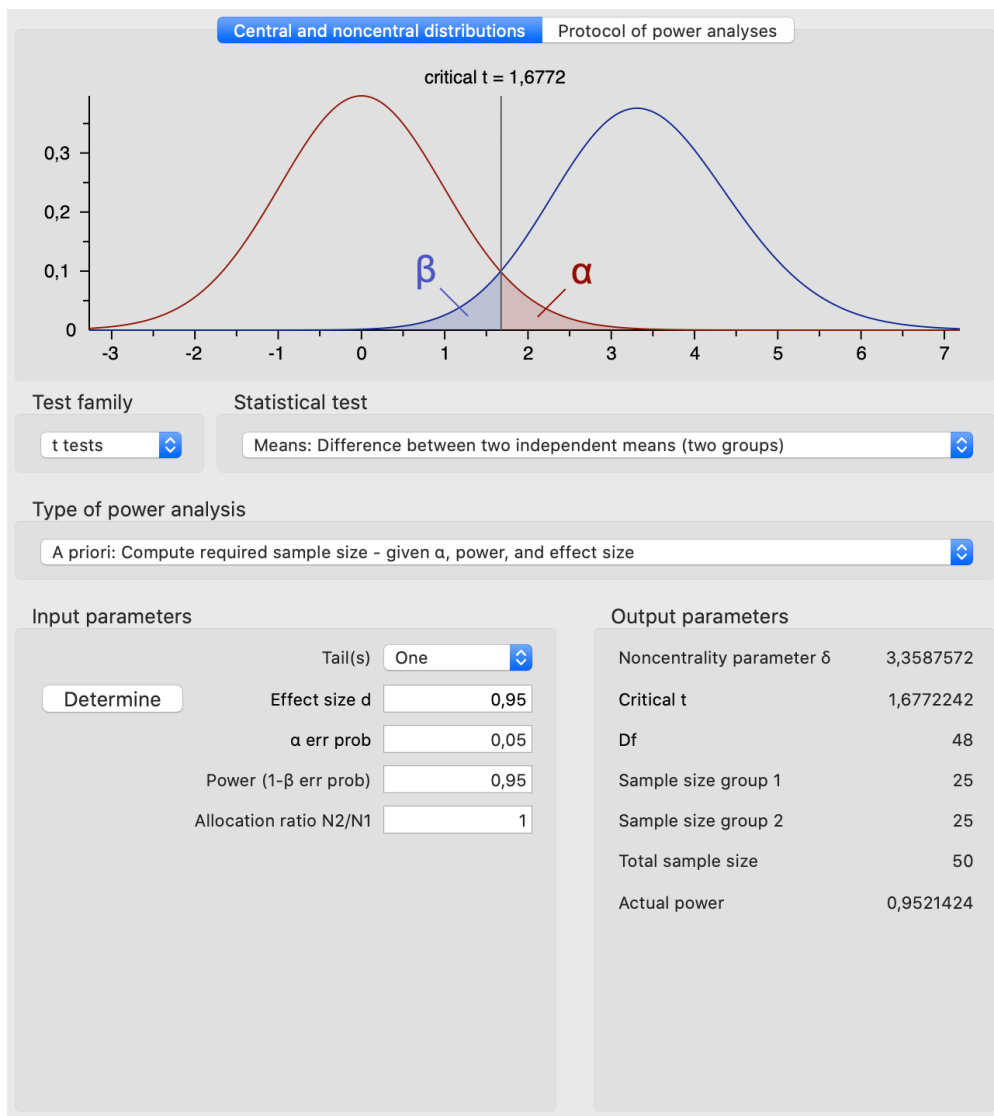 Central and noncentral distributions Protocol of power analyses
critical t = 1,6772
0,3
0,2
0,1
0
β α
-3 -2 -1 0 1 2 3 4 5 6 7
Test family Statistical test
t tests Means: Difference between two independent means (two groups)
Type of power analysis
A priori: Compute required sample size - given α, power, and effect size
Input parameters
Tail(s) One
Determine Effect size d 0,95
α err prob 0,05
Power (1-β err prob) 0,95
Allocation ratio N2/N1 1
Output parameters
Noncentrality parameter δ 3,3587572
Critical t 1,6772242
Df 48
Sample size group 1 25
Sample size group 2 25
Total sample size 50
Actual power 0,9521424